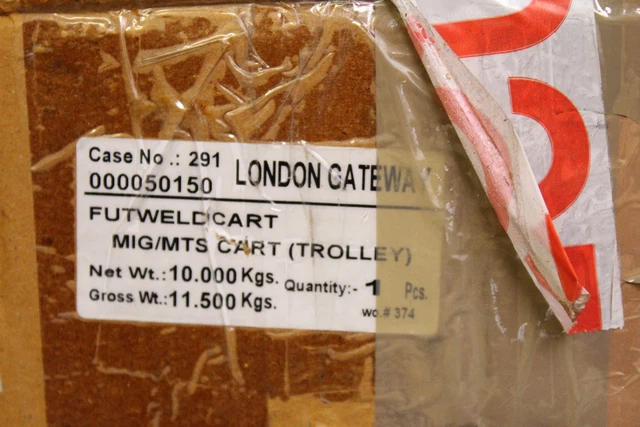 Case No.: 291
000050150 LONDON GATEWAY
FUTWELDCART
MIG/MTS CART (TROLLEY)
Net Wt.: 10.000 Kgs. Quantity:- 1 Pcs.
Gross Wt.: 11.500 Kgs.
wo.# 374